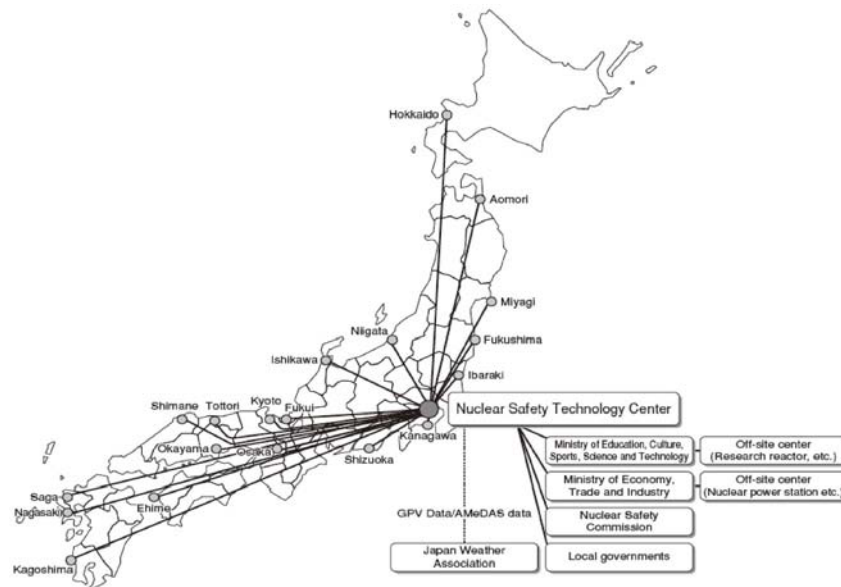 Hokkaido
Aomori
Miyagi
Niigata
Fukushima
Ishikawa
Ibaraki
Kyoto
Fukui
Shimane
Tottori
Nuclear Safety Technology Center
Kanagawa
Okayama
Osaka
Shizuoka
Ministry of Education, Culture,
Sports, Science and Technology
Off-site center
(Research reactor, etc.)
Ministry of Economy,
Trade and Industry
Off-site center
(Nuclear power station etc.)
Saga
Nagasaki
Ehime
GPV Data/AMeDAS data
Nuclear Safety
Commission
Japan Weather
Association
Local governments
Kagoshima